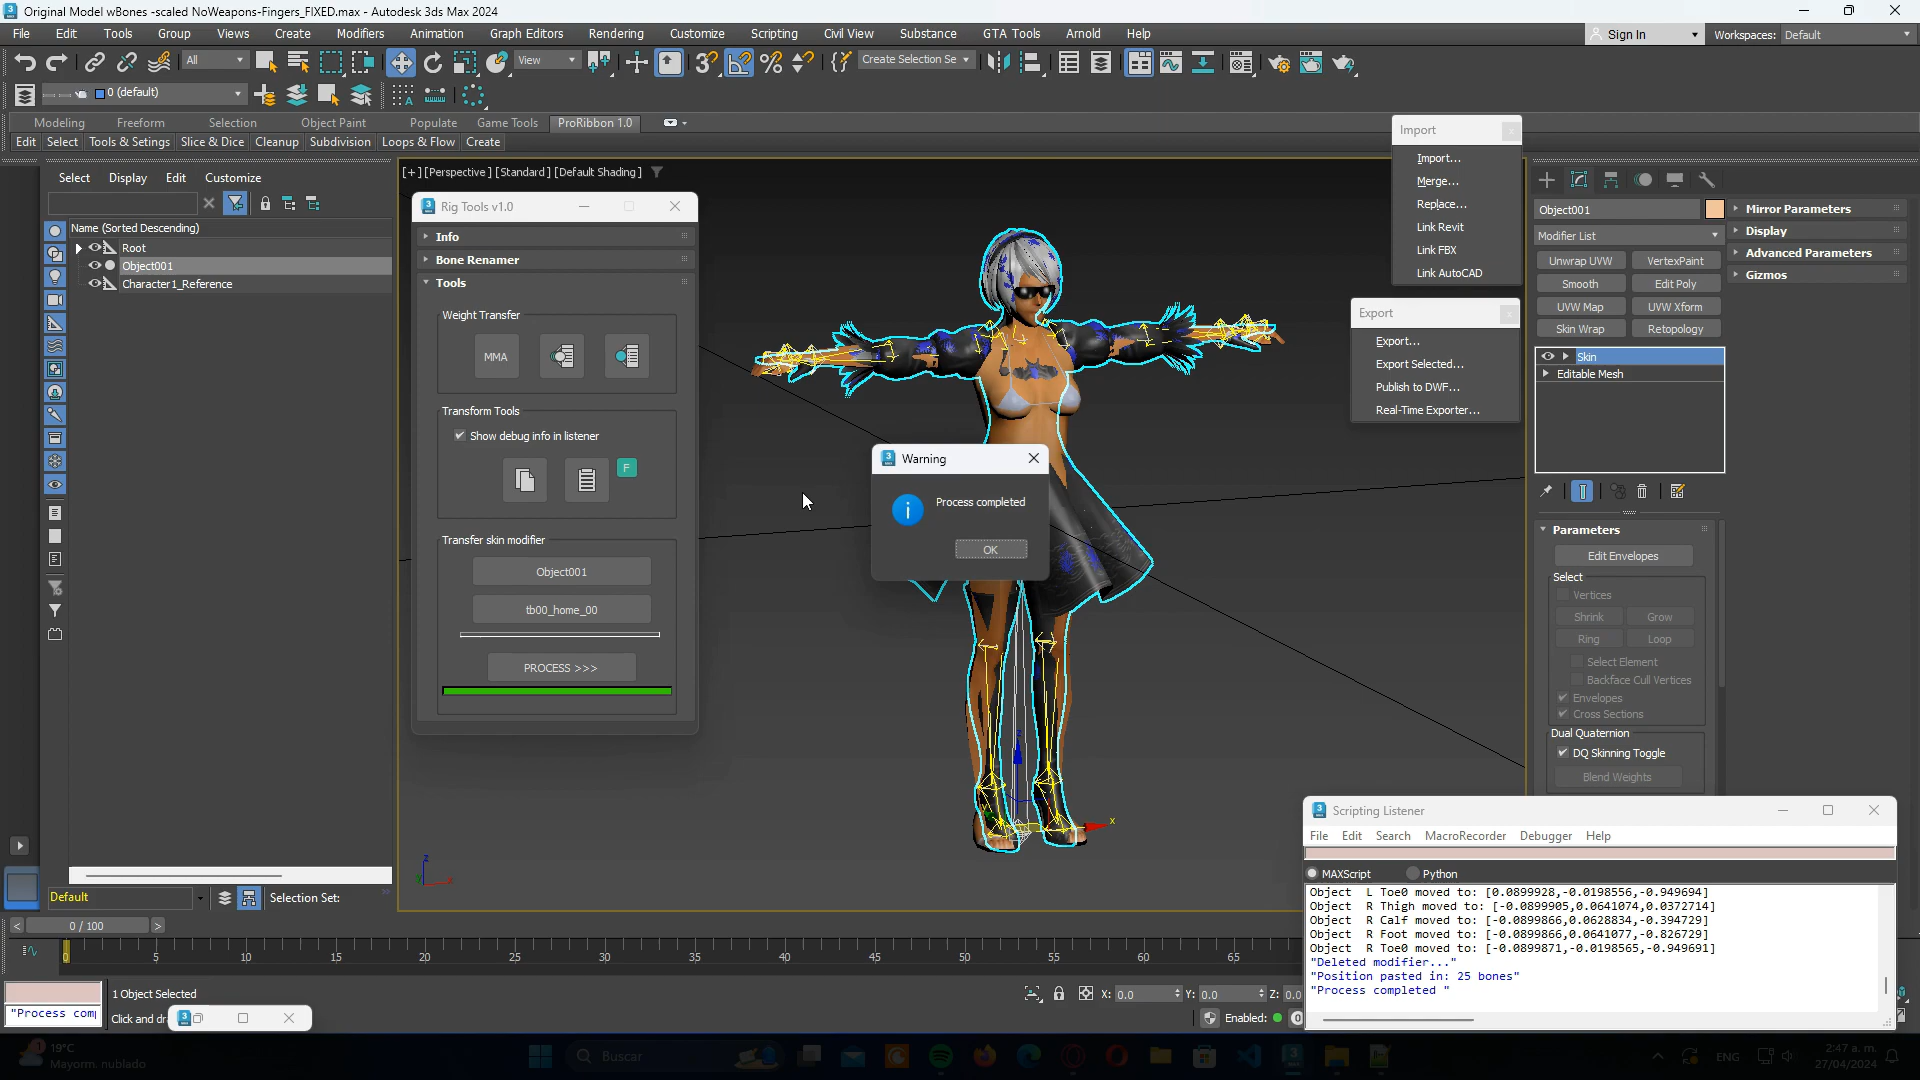 Original Model wBones -scaled NoWeapons-Fingers_FIXED.max - Autodesk 3ds Max 2024
File Edit Tools Group Views Create Modifiers Animation Graph Editors Rendering Customize Scripting Civil View Substance GTA Tools Arnold Help
Sign In Workspaces: Default
All View Create Selection Se
0 (default)
Modeling Freeform Selection Object Paint Populate Game Tools ProRibbon 1.0
Edit Select Tools & Settings Slice & Dice Cleanup Subdivision Loops & Flow Create
Select Display Edit Customize
Name (Sorted Descending)
Root
Object001
Character1_Reference
[+] [Perspective] [Standard] [Default Shading]
Rig Tools v1.0
Info
Bone Renamer
Tools
Weight Transfer
MMA
Transform Tools
Show debug info in listener
F
Transfer skin modifier
Object001
tb00_home_00
PROCESS >>>
Warning
Process completed
OK
Import
Import...
Merge...
Replace...
Link Revit
Link FBX
Link AutoCAD
Export
Export...
Export Selected...
Publish to DWF...
Real-Time Exporter...
Object001
Modifier List
Unwrap UVW VertexPaint
Smooth Edit Poly
UVW Map UVW Xform
Skin Wrap Retopology
Skin
Editable Mesh
Mirror Parameters
Display
Advanced Parameters
Gizmos
Parameters
Edit Envelopes
Select
Vertices
Shrink Grow
Ring Loop
Select Element
Backface Cull Vertices
Envelopes
Cross Sections
Dual Quaternion
DQ Skinning Toggle
Blend Weights
Scripting Listener
File Edit Search MacroRecorder Debugger Help
MAXScript Python
Object L Toe0 moved to: [0.0899928,-0.0198556,-0.949694]
Object R Thigh moved to: [-0.0899905,0.0641074,0.0372714]
Object R Calf moved to: [-0.0899866,0.0628834,-0.394729]
Object R Foot moved to: [-0.0899866,0.0641077,-0.826729]
Object R Toe0 moved to: [-0.0899871,-0.0198565,-0.949691]
"Deleted modifier..."
"Position pasted in: 25 bones"
"Process completed "
Default Selection Set:
< 0 / 100 >
0 5 10 15 20 25 30 35 40 45 50 55 60 65
1 Object Selected
X: 0.0 Y: 0.0 Z: 0.0
"Process comp Click and dr
Enabled: 0
19°C
Mayorm. nublado
Buscar
ENG
2:47 a. m.
27/04/2024
x y z